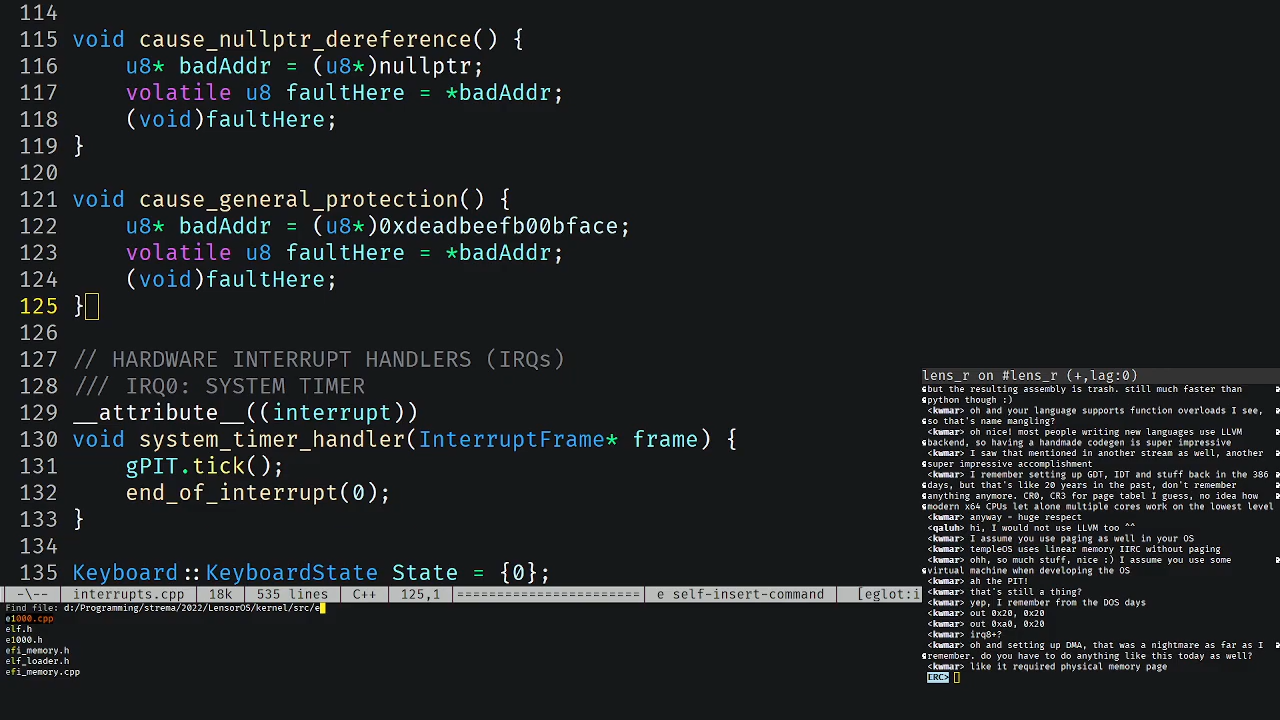 114
115 void cause_nullptr_dereference() {
116     u8* badAddr = (u8*)nullptr;
117     volatile u8 faultHere = *badAddr;
118     (void)faultHere;
119 }
120
121 void cause_general_protection() {
122     u8* badAddr = (u8*)0xdeadbeefb00bface;
123     volatile u8 faultHere = *badAddr;
124     (void)faultHere;
125 }
126
127 // HARDWARE INTERRUPT HANDLERS (IRQs)
128 /// IRQ0: SYSTEM TIMER
129 __attribute__((interrupt))
130 void system_timer_handler(InterruptFrame* frame) {
131     gPIT.tick();
132     end_of_interrupt(0);
133 }
134
135 Keyboard::KeyboardState State = {0};
-\-- interrupts.cpp 18k 535 lines C++ 125,1 ===================== e self-insert-command [eglot:i
Find file: d:/Programming/strema/2022/LensorOS/kernel/src/e
e1000.cpp
elf.h
e1000.h
efi_memory.h
elf_loader.h
efi_memory.cpp
lens_r on #lens_r (+,lag:0)
but the resulting assembly is trash. still much faster than
python though :)
<kwmar> oh and your language supports function overloads I see,
so that's name mangling?
<kwmar> oh nice! most people writing new languages use LLVM
backend, so having a handmade codegen is super impressive
<kwmar> I saw that mentioned in another stream as well, another
super impressive accomplishment
<kwmar> I remember setting up GDT, IDT and stuff back in the 386
days, but that's like 20 years in the past, don't remember
anything anymore. CR0, CR3 for page tabel I guess, no idea how
modern x64 CPUs let alone multiple cores work on the lowest level
<kwmar> anyway - huge respect
<qaluh> hi, I would not use LLVM too ^^
<kwmar> I assume you use paging as well in your OS
<kwmar> templeOS uses linear memory IIRC without paging
<kwmar> ohh, so much stuff, nice :) I assume you use some
virtual machine when developing the OS
<kwmar> ah the PIT!
<kwmar> that's still a thing?
<kwmar> yep, I remember from the DOS days
<kwmar> out 0x20, 0x20
<kwmar> out 0xa0, 0x20
<kwmar> irq8+?
<kwmar> oh and setting up DMA, that was a nightmare as far as I
remember. do you have to do anything like this today as well?
<kwmar> like it required physical memory page
ERC>